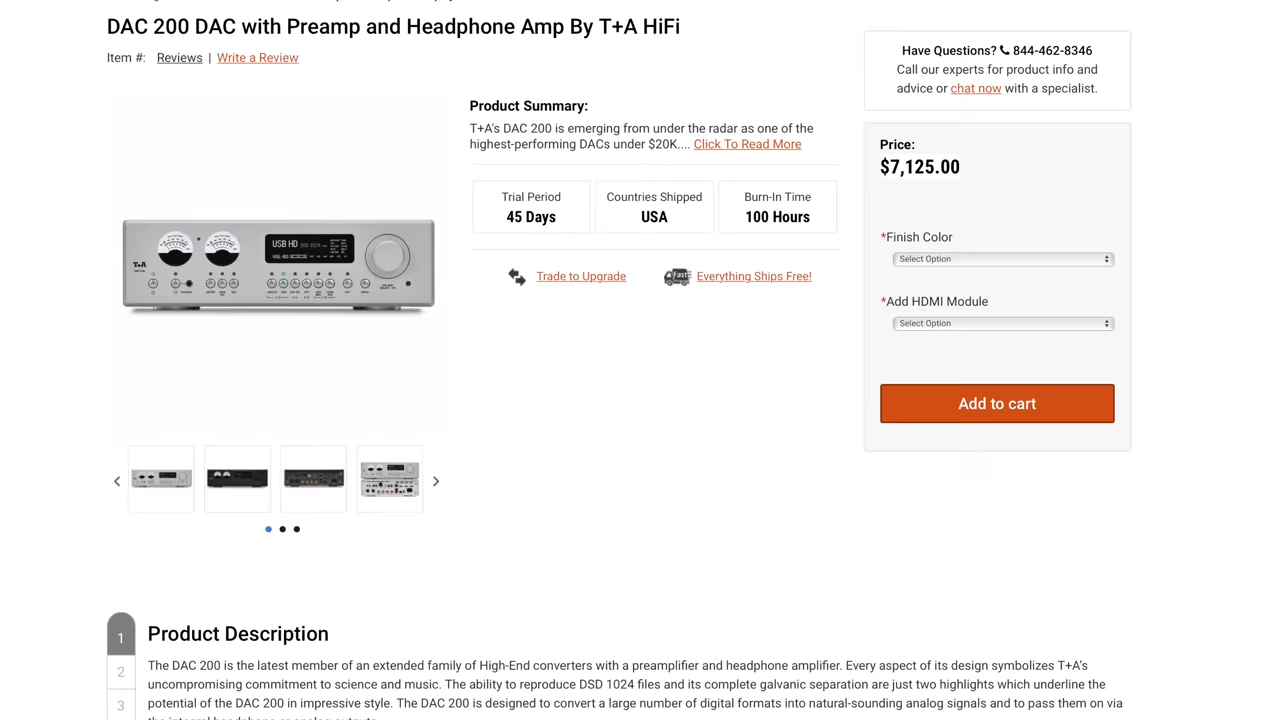 DAC 200 DAC with Preamp and Headphone Amp By T+A HiFi
Item #: Reviews | Write a Review
Have Questions? 844-462-8346
Call our experts for product info and
advice or chat now with a specialist.
Product Summary:
T+A's DAC 200 is emerging from under the radar as one of the
highest-performing DACs under $20K.... Click To Read More
Trial Period
45 Days
Countries Shipped
USA
Burn-In Time
100 Hours
Trade to Upgrade
Fast
Everything Ships Free!
Price:
$7,125.00
*Finish Color
Select Option
*Add HDMI Module
Select Option
Add to cart
USB HD
T+A
1
2
3
Product Description
The DAC 200 is the latest member of an extended family of High-End converters with a preamplifier and headphone amplifier. Every aspect of its design symbolizes T+A's
uncompromising commitment to science and music. The ability to reproduce DSD 1024 files and its complete galvanic separation are just two highlights which underline the
potential of the DAC 200 in impressive style. The DAC 200 is designed to convert a large number of digital formats into natural-sounding analog signals and to pass them on via
the integral headphone or analog outputs.